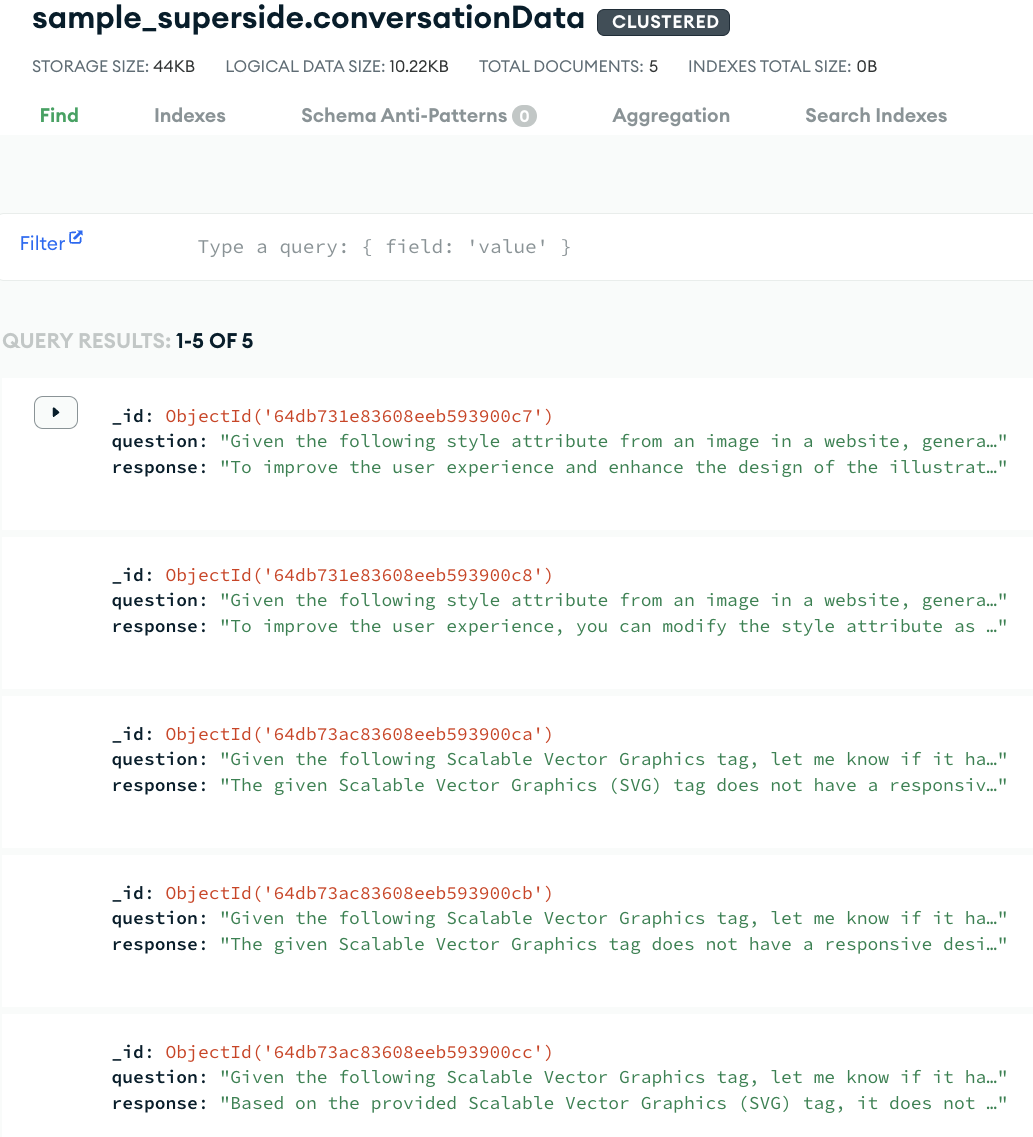 sample_superside.conversationData CLUSTERED
STORAGE SIZE: 44KB LOGICAL DATA SIZE: 10.22KB TOTAL DOCUMENTS: 5 INDEXES TOTAL SIZE: 0B
Find Indexes Schema Anti-Patterns 0 Aggregation Search Indexes
Filter Type a query: { field: 'value' }
QUERY RESULTS: 1-5 OF 5
_id: ObjectId('64db731e83608eeb593900c7')
question: "Given the following style attribute from an image in a website, genera…"
response: "To improve the user experience and enhance the design of the illustrat…"
_id: ObjectId('64db731e83608eeb593900c8')
question: "Given the following style attribute from an image in a website, genera…"
response: "To improve the user experience, you can modify the style attribute as …"
_id: ObjectId('64db73ac83608eeb593900ca')
question: "Given the following Scalable Vector Graphics tag, let me know if it ha…"
response: "The given Scalable Vector Graphics (SVG) tag does not have a responsiv…"
_id: ObjectId('64db73ac83608eeb593900cb')
question: "Given the following Scalable Vector Graphics tag, let me know if it ha…"
response: "The given Scalable Vector Graphics tag does not have a responsive desi…"
_id: ObjectId('64db73ac83608eeb593900cc')
question: "Given the following Scalable Vector Graphics tag, let me know if it ha…"
response: "Based on the provided Scalable Vector Graphics (SVG) tag, it does not …"